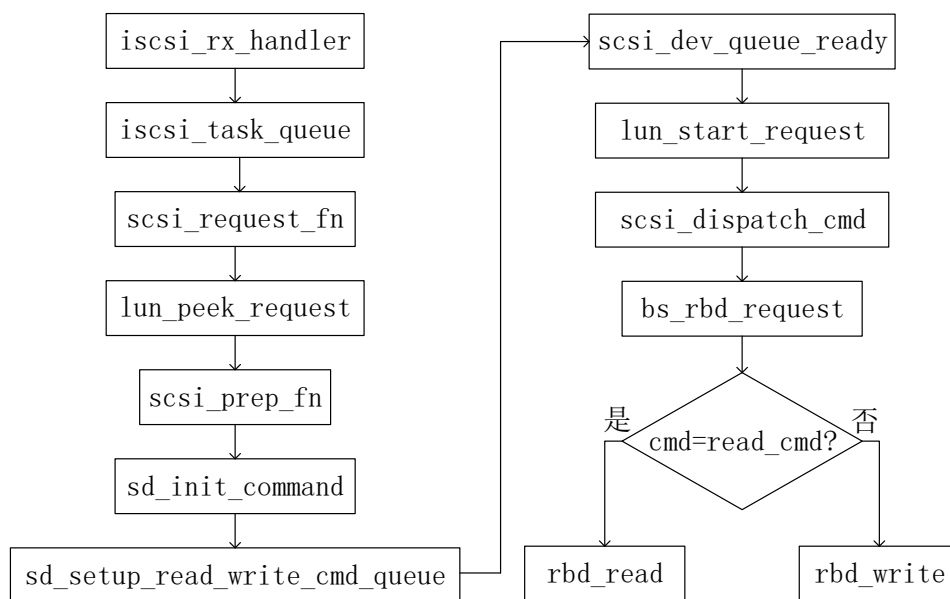 iscsi_rx_handler
iscsi_task_queue
scsi_request_fn
lun_peek_request
scsi_prep_fn
sd_init_command
sd_setup_read_write_cmd_queue
scsi_dev_queue_ready
lun_start_request
scsi_dispatch_cmd
bs_rbd_request
是
否
cmd=read_cmd?
rbd_read
rbd_write